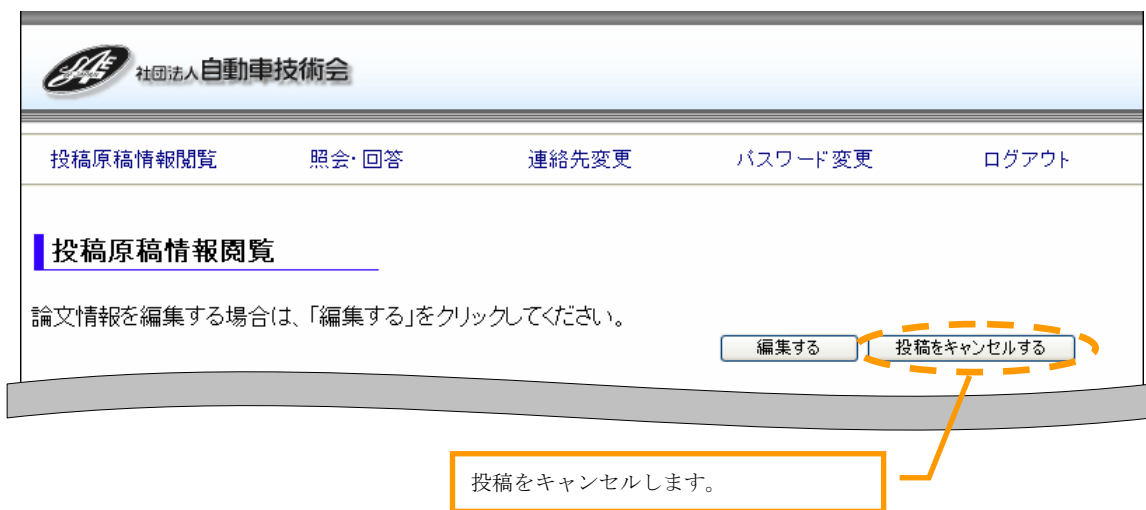 社団法人自動車技術会
投稿原稿情報閲覧 照会・回答 連絡先変更 パスワード変更 ログアウト
投稿原稿情報閲覧
論文情報を編集する場合は、「編集する」をクリックしてください。
編集する 投稿をキャンセルする
投稿をキャンセルします。